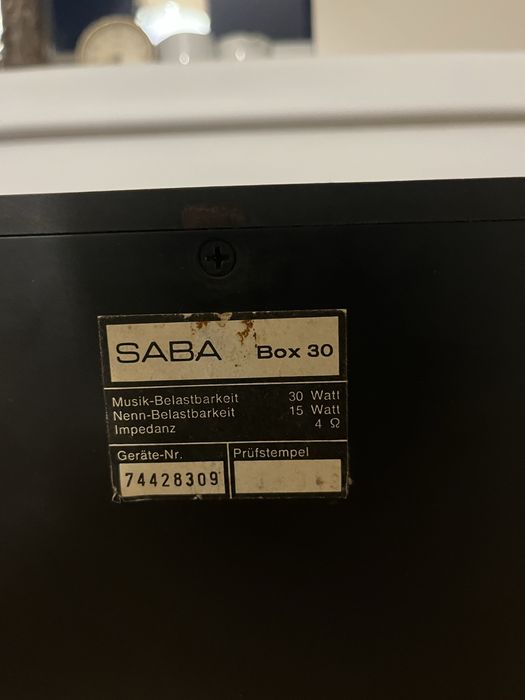 SABA Box 30
Musik-Belastbarkeit 30 Watt
Nenn-Belastbarkeit 15 Watt
Impedanz 4 Ω
Geräte-Nr. Prüfstempel
74428309